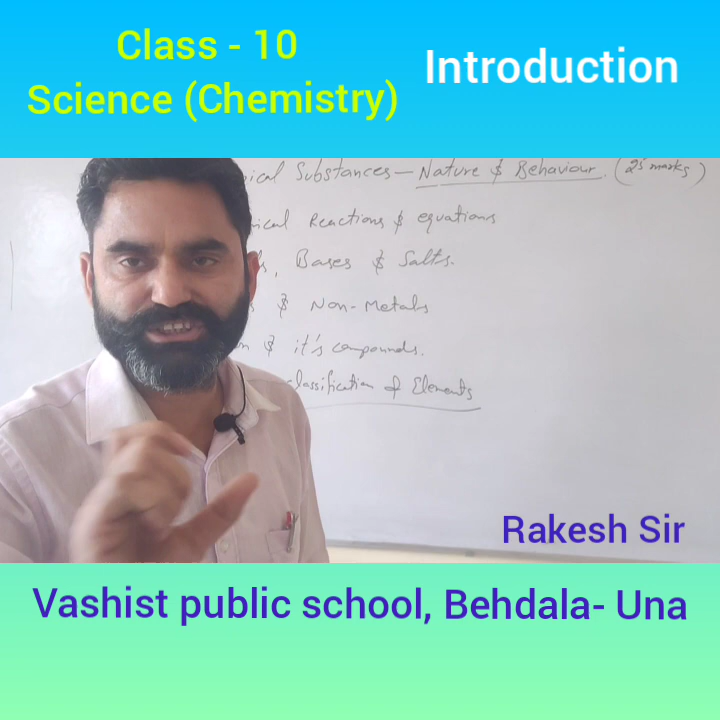 Class - 10
Science (Chemistry)
Introduction
Substances — Nature & Behaviour. (25 marks)
Reactions & equations
Bases & Salts.
& Non-Metals
& it's compounds.
classification of Elements
Rakesh Sir
Vashist public school, Behdala- Una